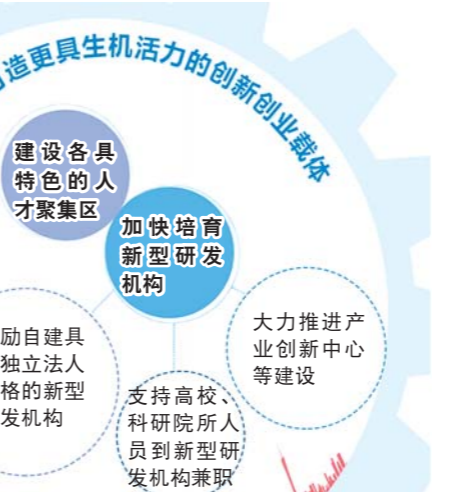 造更具生机活力的创新创业载体
建设各具
特色的人
才聚集区
加快培育
新型研发
机构
励自建具
独立法人
格的新型
发机构
支持高校、
科研院所人
员到新型研
发机构兼职
大力推进产
业创新中心
等建设